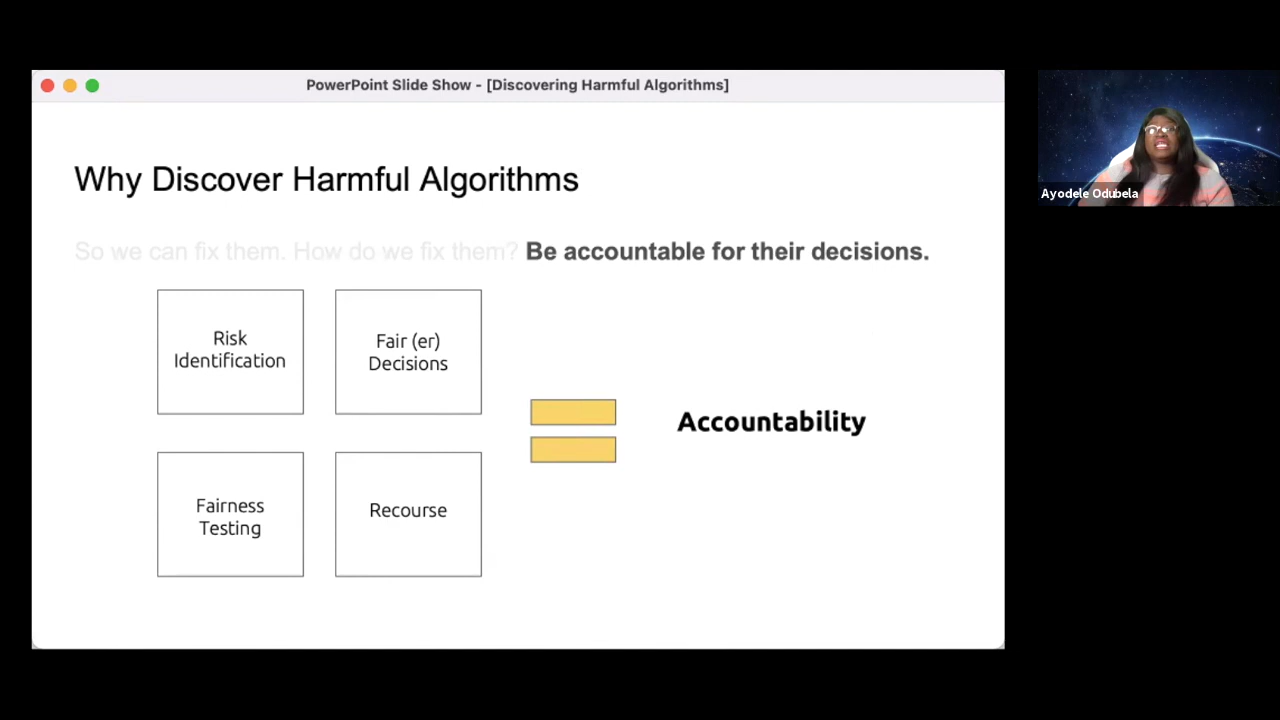 PowerPoint Slide Show - [Discovering Harmful Algorithms]
Why Discover Harmful Algorithms
So we can fix them. How do we fix them? Be accountable for their decisions.
Risk
Identification
Fair (er)
Decisions
Fairness
Testing
Recourse
Accountability
Ayodele Odubela